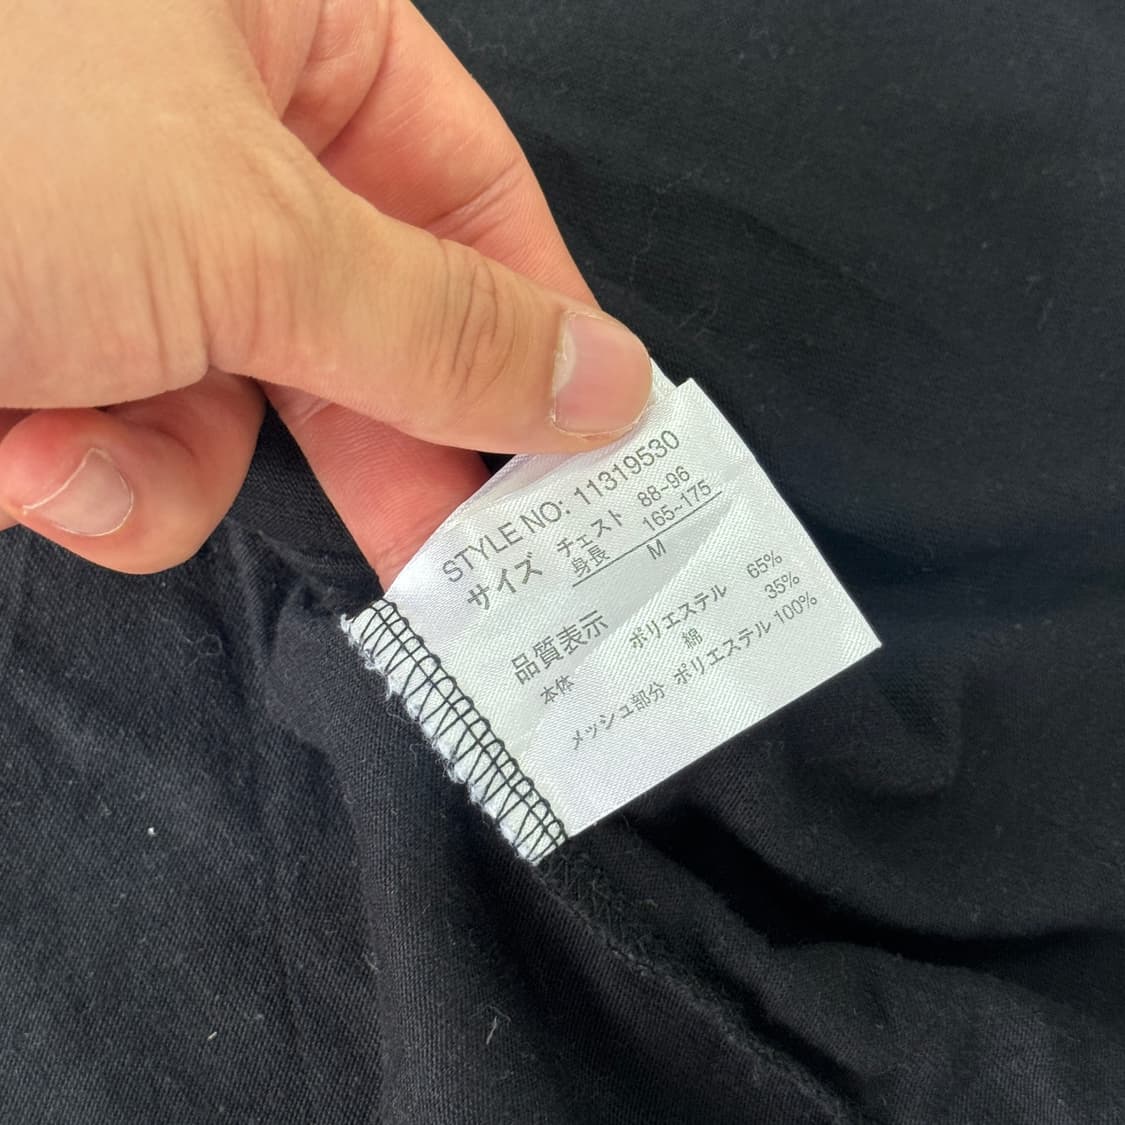 STYLE NO: 11319530
サイズ チェスト 88-96
身長 165-175
M
品質表示
本体 ポリエステル 65%
綿 35%
メッシュ部分 ポリエステル 100%